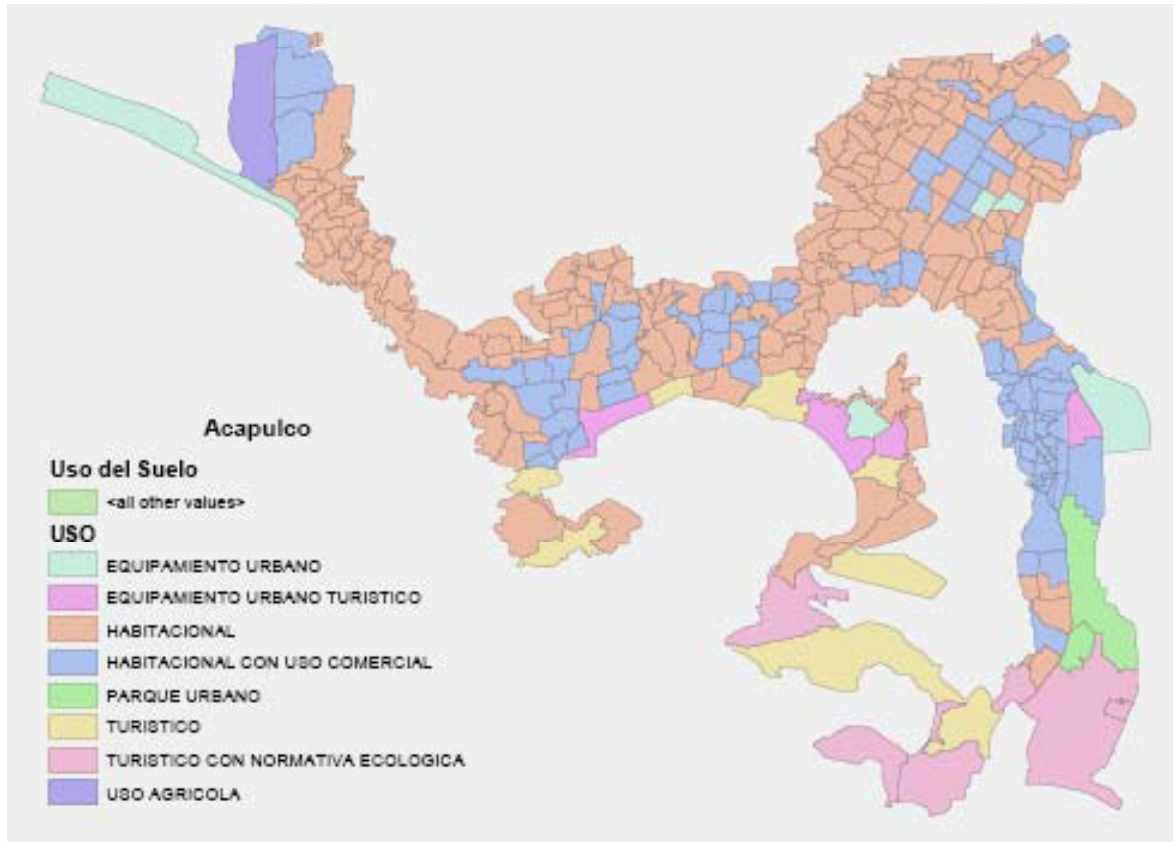 Acapulco
Uso del Suelo
<all other values>
USO
EQUIPAMIENTO URBANO
EQUIPAMIENTO URBANO TURISTICO
HABITACIONAL
HABITACIONAL CON USO COMERCIAL
PARQUE URBANO
TURISTICO
TURISTICO CON NORMATIVA ECOLOGICA
USO AGRICOLA